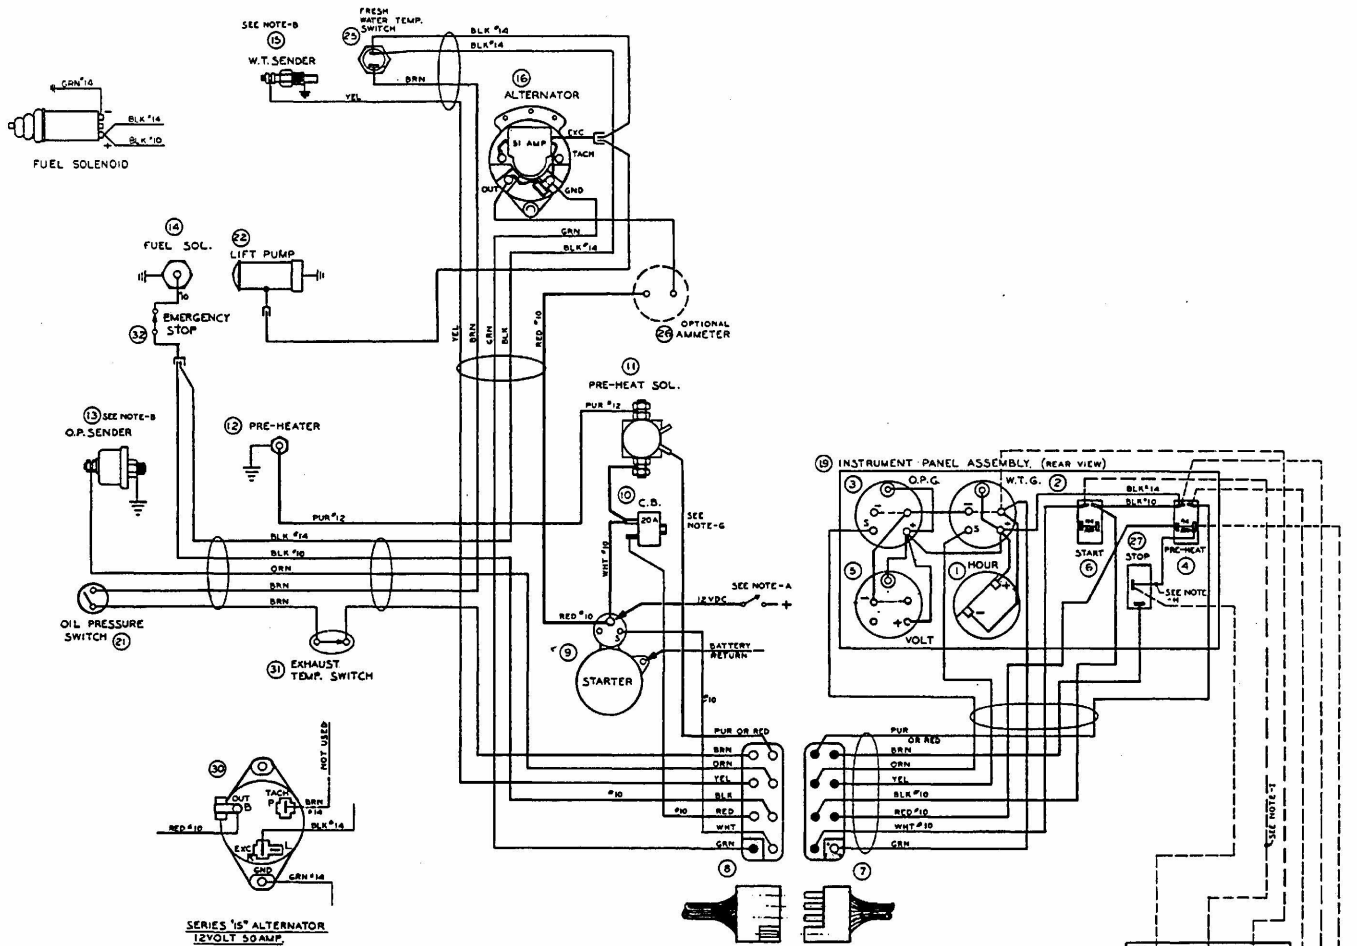 FRESH
WATER TEMP.
SWITCH
25
SEE NOTE-B
15
W.T. SENDER
BLK #14
BLK #14
BRN
YEL
16
ALTERNATOR
51 AMP
EXC
TACH
OUT
GND
GRN
BLK #14
GRN #14
-
BLK #14
BLK #10
+
FUEL SOLENOID
14
FUEL SOL.
#10
EMERGENCY
STOP
32
22
LIFT PUMP
YEL
BRN
GRN
BLK
RED #10
26
OPTIONAL
AMMETER
11
PRE-HEAT SOL.
PUR #12
13 SEE NOTE-B
O.P. SENDER
12 PRE-HEATER
PUR #12
10
C.B.
20A
SEE
NOTE-G
WHT #10
BLK #14
BLK #10
ORN
BRN
BRN
OIL PRESSURE
SWITCH 21
31 EXHAUST
TEMP. SWITCH
RED #10
12VDC
SEE NOTE-A
+
S
9
STARTER
BATTERY
RETURN
#10
19 INSTRUMENT PANEL ASSEMBLY, (REAR VIEW)
3
O.P.G.
W.T.G.
2
BLK #14
BLK #10
S
-
+
S
-
+
START
6
27
STOP
PRE-HEAT
4
SEE NOTE
-H
5
-
+
VOLT
1 HOUR
+
-
PUR OR RED
BRN
ORN
YEL
#10
BLK
#10
RED
WHT
GRN
8
PUR
OR RED
BRN
ORN
YEL
BLK #10
RED #10
WHT #10
GRN
7
SEE NOTE-I
30
OUT
B
TACH
P
BRN
#14
NOT USED
BLK #14
RED #10
EXC
R
L
GND
GRN #14
SERIES "15" ALTERNATOR
12VOLT 50AMP.